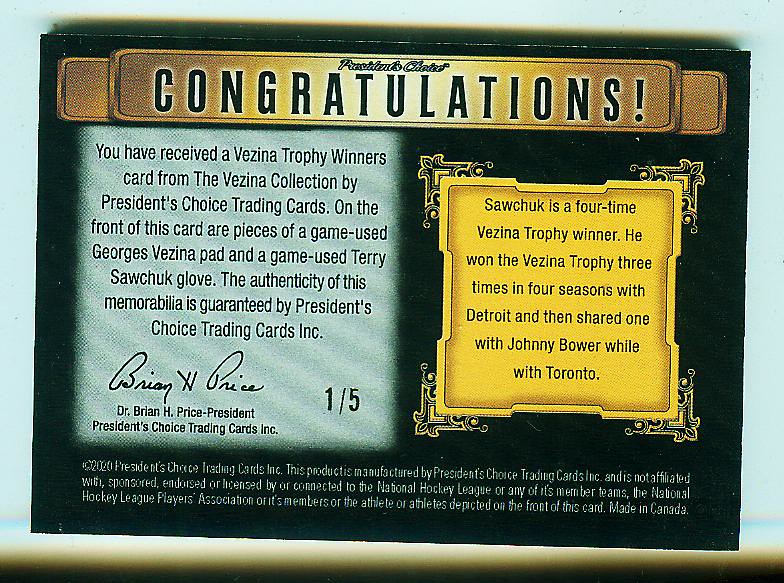 President's Choice™
CONGRATULATIONS!
You have received a Vezina Trophy Winners
card from The Vezina Collection by
President's Choice Trading Cards. On the
front of this card are pieces of a game-used
Georges Vezina pad and a game-used Terry
Sawchuk glove. The authenticity of this
memorabilia is guaranteed by President's
Choice Trading Cards Inc.
Brian H Price
Dr. Brian H. Price-President
President's Choice Trading Cards Inc.
1/5
Sawchuk is a four-time
Vezina Trophy winner. He
won the Vezina Trophy three
times in four seasons with
Detroit and then shared one
with Johnny Bower while
with Toronto.
©2020 President's Choice Trading Cards Inc. This product is manufactured by President's Choice Trading Cards Inc. and is not affiliated
with, sponsored, endorsed or licensed by or connected to the National Hockey League or any of it's member teams, the National
Hockey League Players' Association or it's members or the athlete or athletes depicted on the front of this card. Made in Canada.